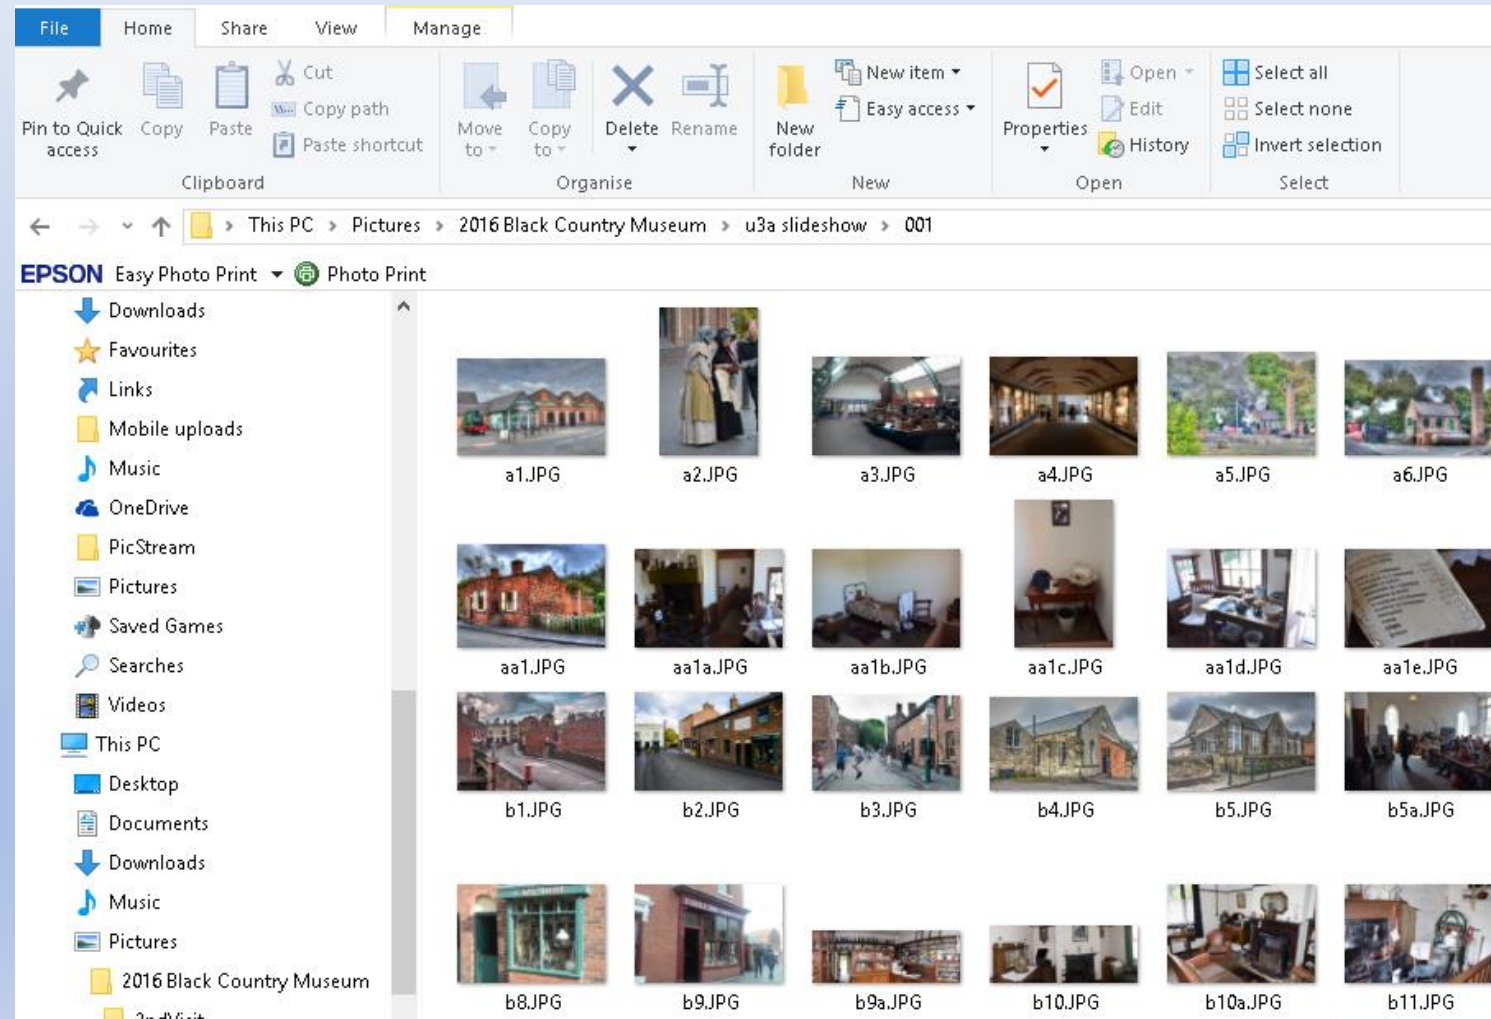 File Home Share View Manage
Pin to Quick access
Copy
Paste
Cut
Copy path
Paste shortcut
Clipboard
Move to
Copy to
Delete
Rename
Organise
New folder
New item
Easy access
New
Properties
Open
Edit
History
Open
Select all
Select none
Invert selection
Select
This PC > Pictures > 2016 Black Country Museum > u3a slideshow > 001
EPSON Easy Photo Print Photo Print
Downloads
Favourites
Links
Mobile uploads
Music
OneDrive
PicStream
Pictures
Saved Games
Searches
Videos
This PC
Desktop
Documents
Downloads
Music
Pictures
2016 Black Country Museum
2ndVisit
a1.JPG a2.JPG a3.JPG a4.JPG a5.JPG a6.JPG
aa1.JPG aa1a.JPG aa1b.JPG aa1c.JPG aa1d.JPG aa1e.JPG
b1.JPG b2.JPG b3.JPG b4.JPG b5.JPG b5a.JPG
b8.JPG b9.JPG b9a.JPG b10.JPG b10a.JPG b11.JPG